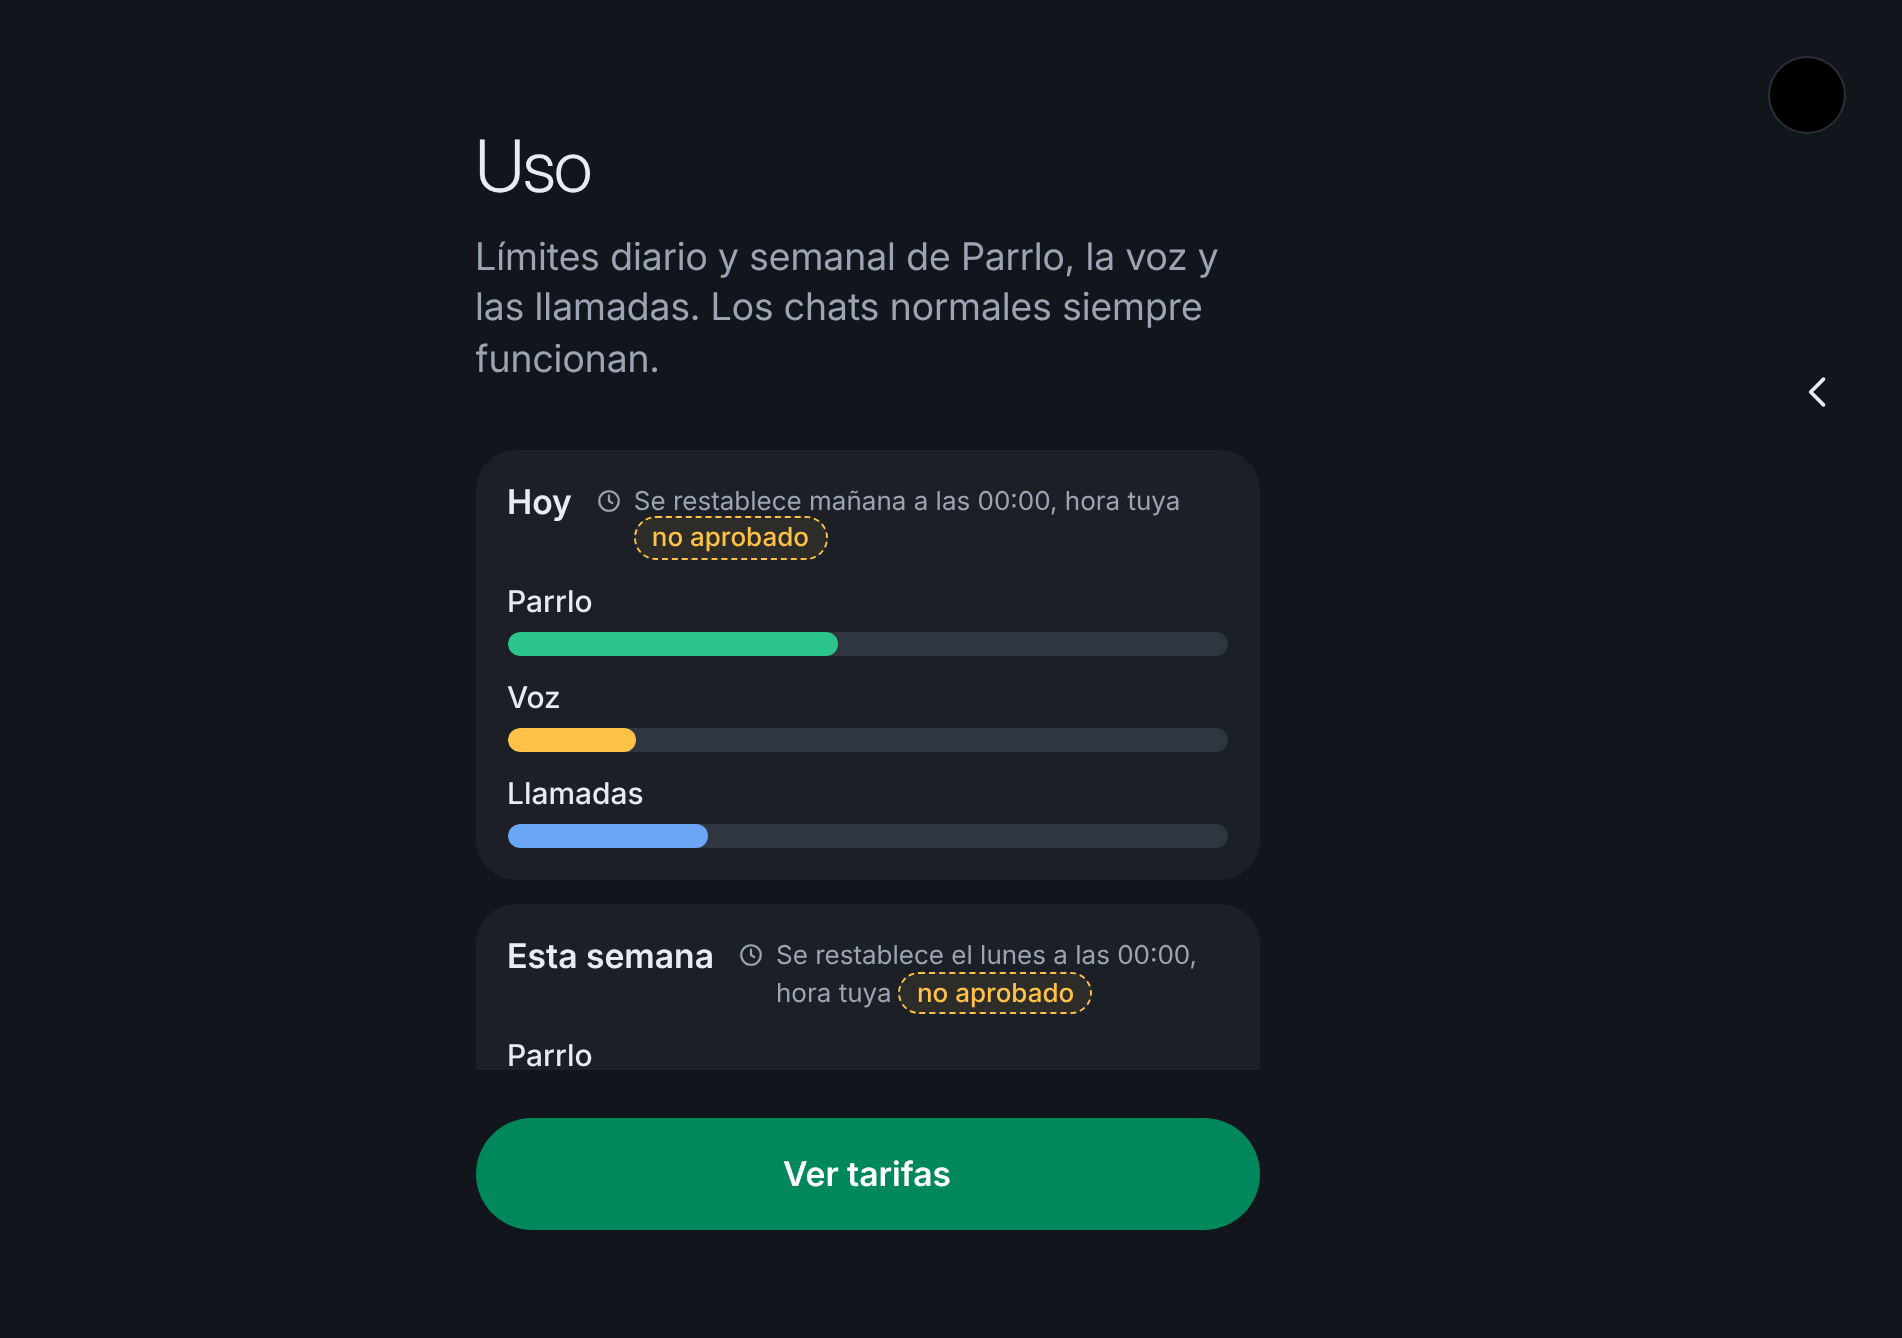 Uso
Límites diario y semanal de Parrlo, la voz y
las llamadas. Los chats normales siempre
funcionan.
Hoy Se restablece mañana a las 00:00, hora tuya
no aprobado
Parrlo
Voz
Llamadas
Esta semana Se restablece el lunes a las 00:00,
hora tuya no aprobado
Parrlo
Ver tarifas